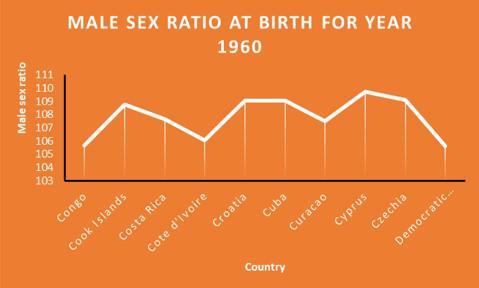 MALE SEX RATIO AT BIRTH FOR YEAR
1960
Male sex ratio
111
110
109
108
107
106
105
104
103
Congo
Cook Islands
Costa Rica
Cote d'Ivoire
Croatia
Cuba
Curacao
Cyprus
Czechia
Democratic...
Country